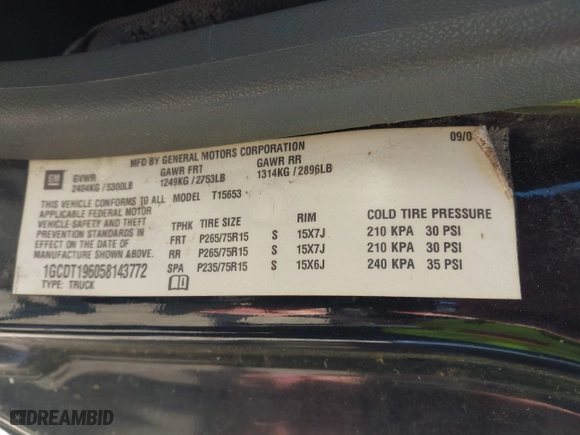 MFD BY GENERAL MOTORS CORPORATION 09/0
GM GVWR GAWR FRT GAWR RR
2404KG / 5300LB 1249KG / 2753LB 1314KG / 2896LB
THIS VEHICLE CONFORMS TO ALL MODEL T15653
APPLICABLE FEDERAL MOTOR
VEHICLE SAFETY AND THEFT
PREVENTION STANDARDS IN
EFFECT ON THE DATE OF
MANUFACTURE SHOWN ABOVE.
1GCDT196058143772
TYPE: TRUCK
TPHK TIRE SIZE RIM COLD TIRE PRESSURE
FRT P265/75R15 S 15X7J 210 KPA 30 PSI
RR P265/75R15 S 15X7J 210 KPA 30 PSI
SPA P235/75R15 S 15X6J 240 KPA 35 PSI
DREAMBID